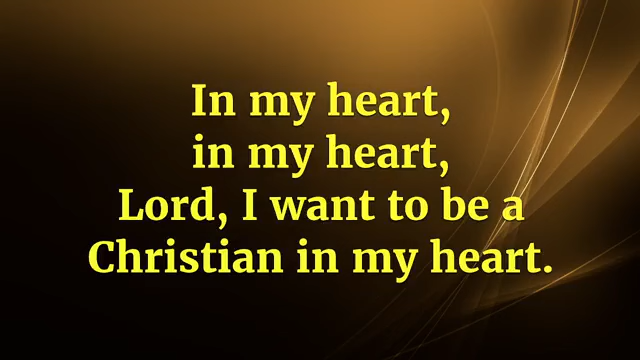 In my heart,
in my heart,
Lord, I want to be a
Christian in my heart.